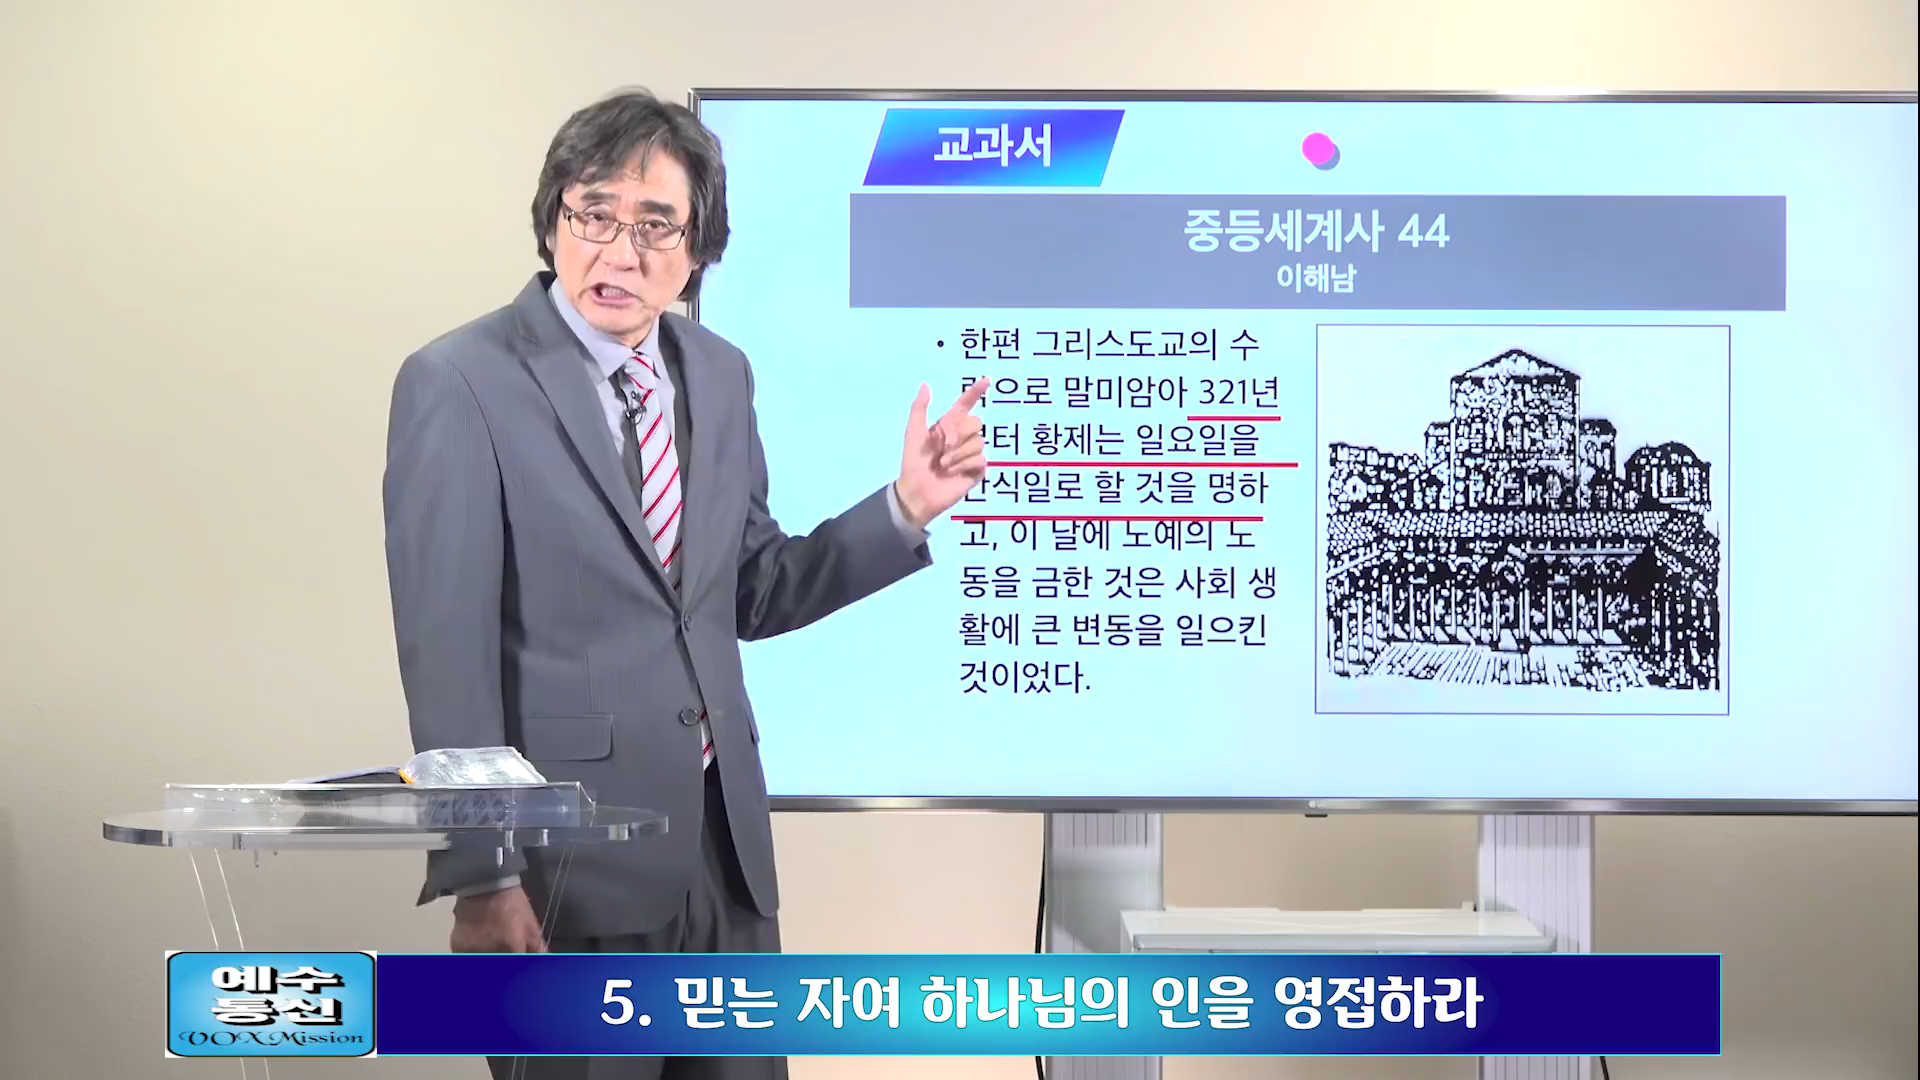 교과서
중등세계사 44
이해남
• 한편 그리스도교의 수
으로 말미암아 321년
터 황제는 일요일을
식일로 할 것을 명하
고, 이 날에 노예의 노
동을 금한 것은 사회 생
활에 큰 변동을 일으킨
것이었다.
예수
통신
VOX Mission
5. 믿는 자여 하나님의 인을 영접하라